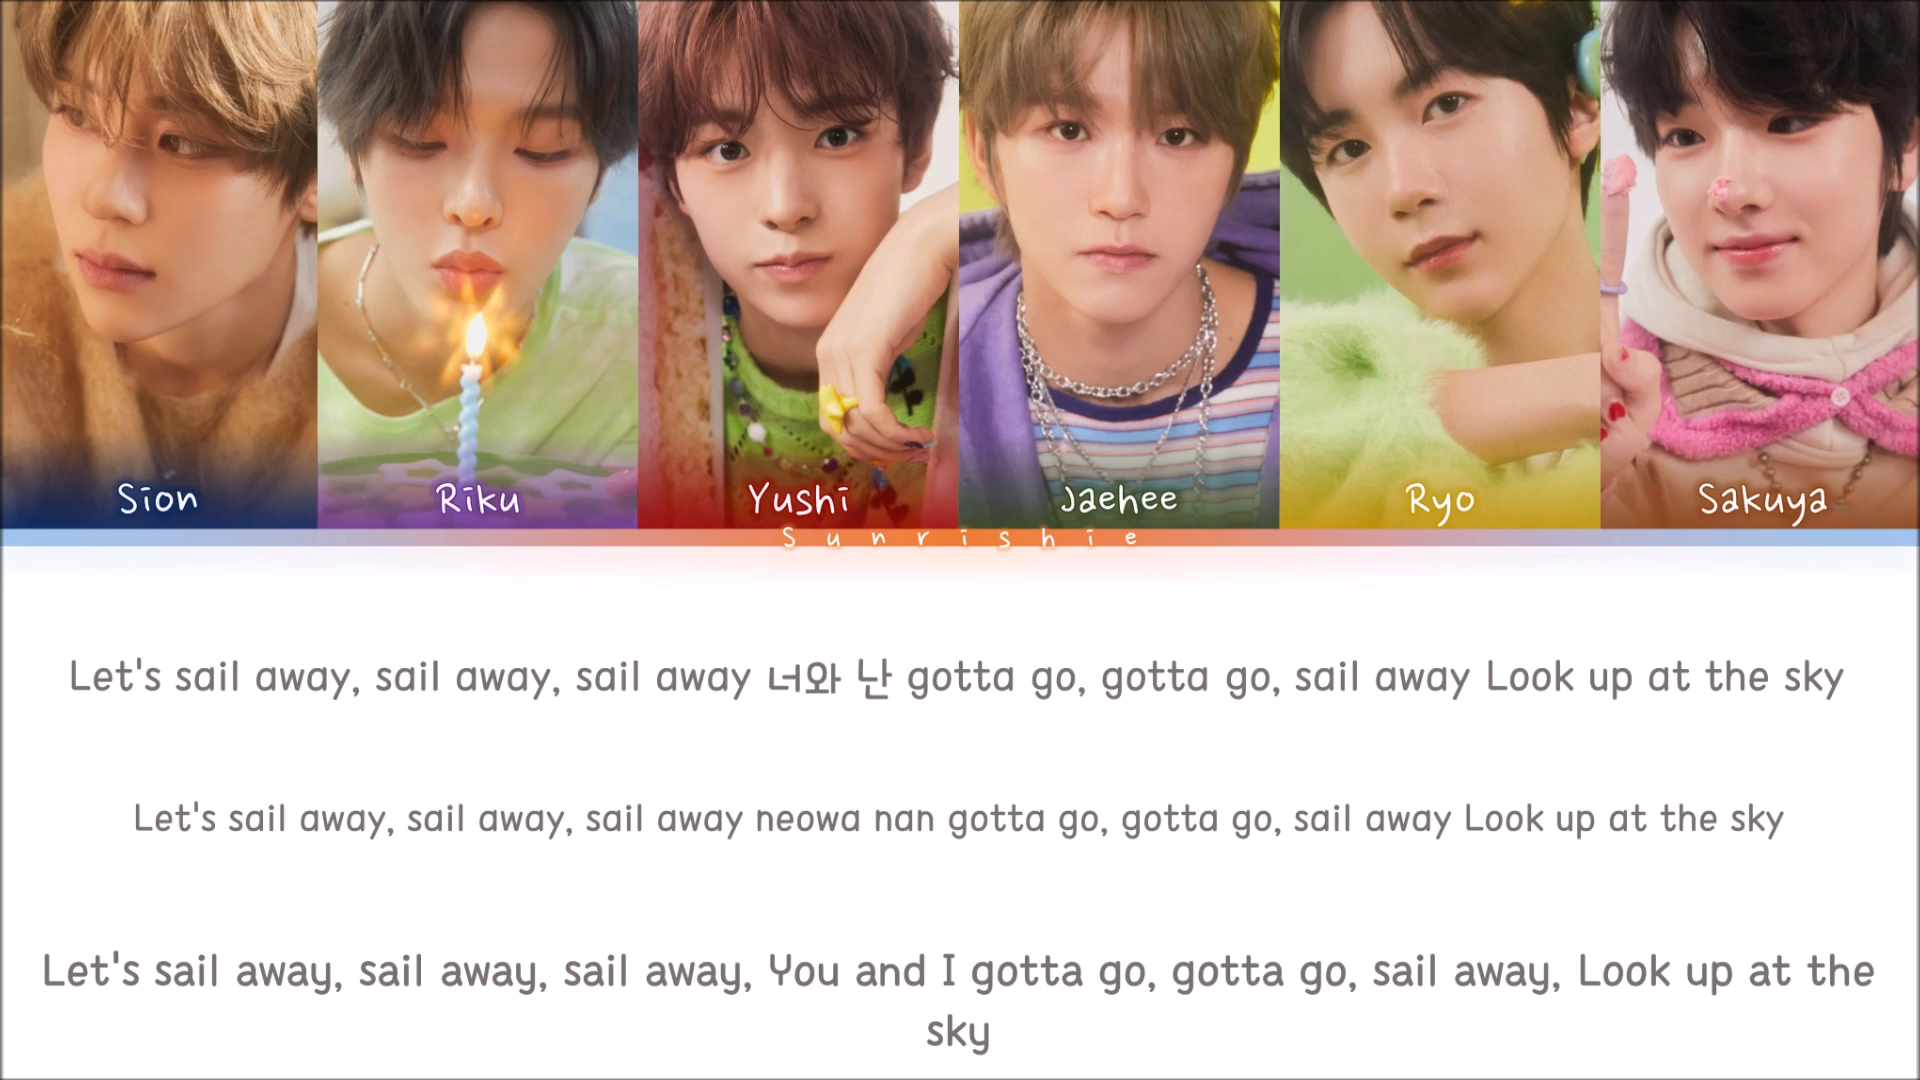 Sion
Riku
Yushi
Jaehee
Ryo
Sakuya
Sunrishie
Let's sail away, sail away, sail away 너와 난 gotta go, gotta go, sail away Look up at the sky
Let's sail away, sail away, sail away neowa nan gotta go, gotta go, sail away Look up at the sky
Let's sail away, sail away, sail away, You and I gotta go, gotta go, sail away, Look up at the
sky